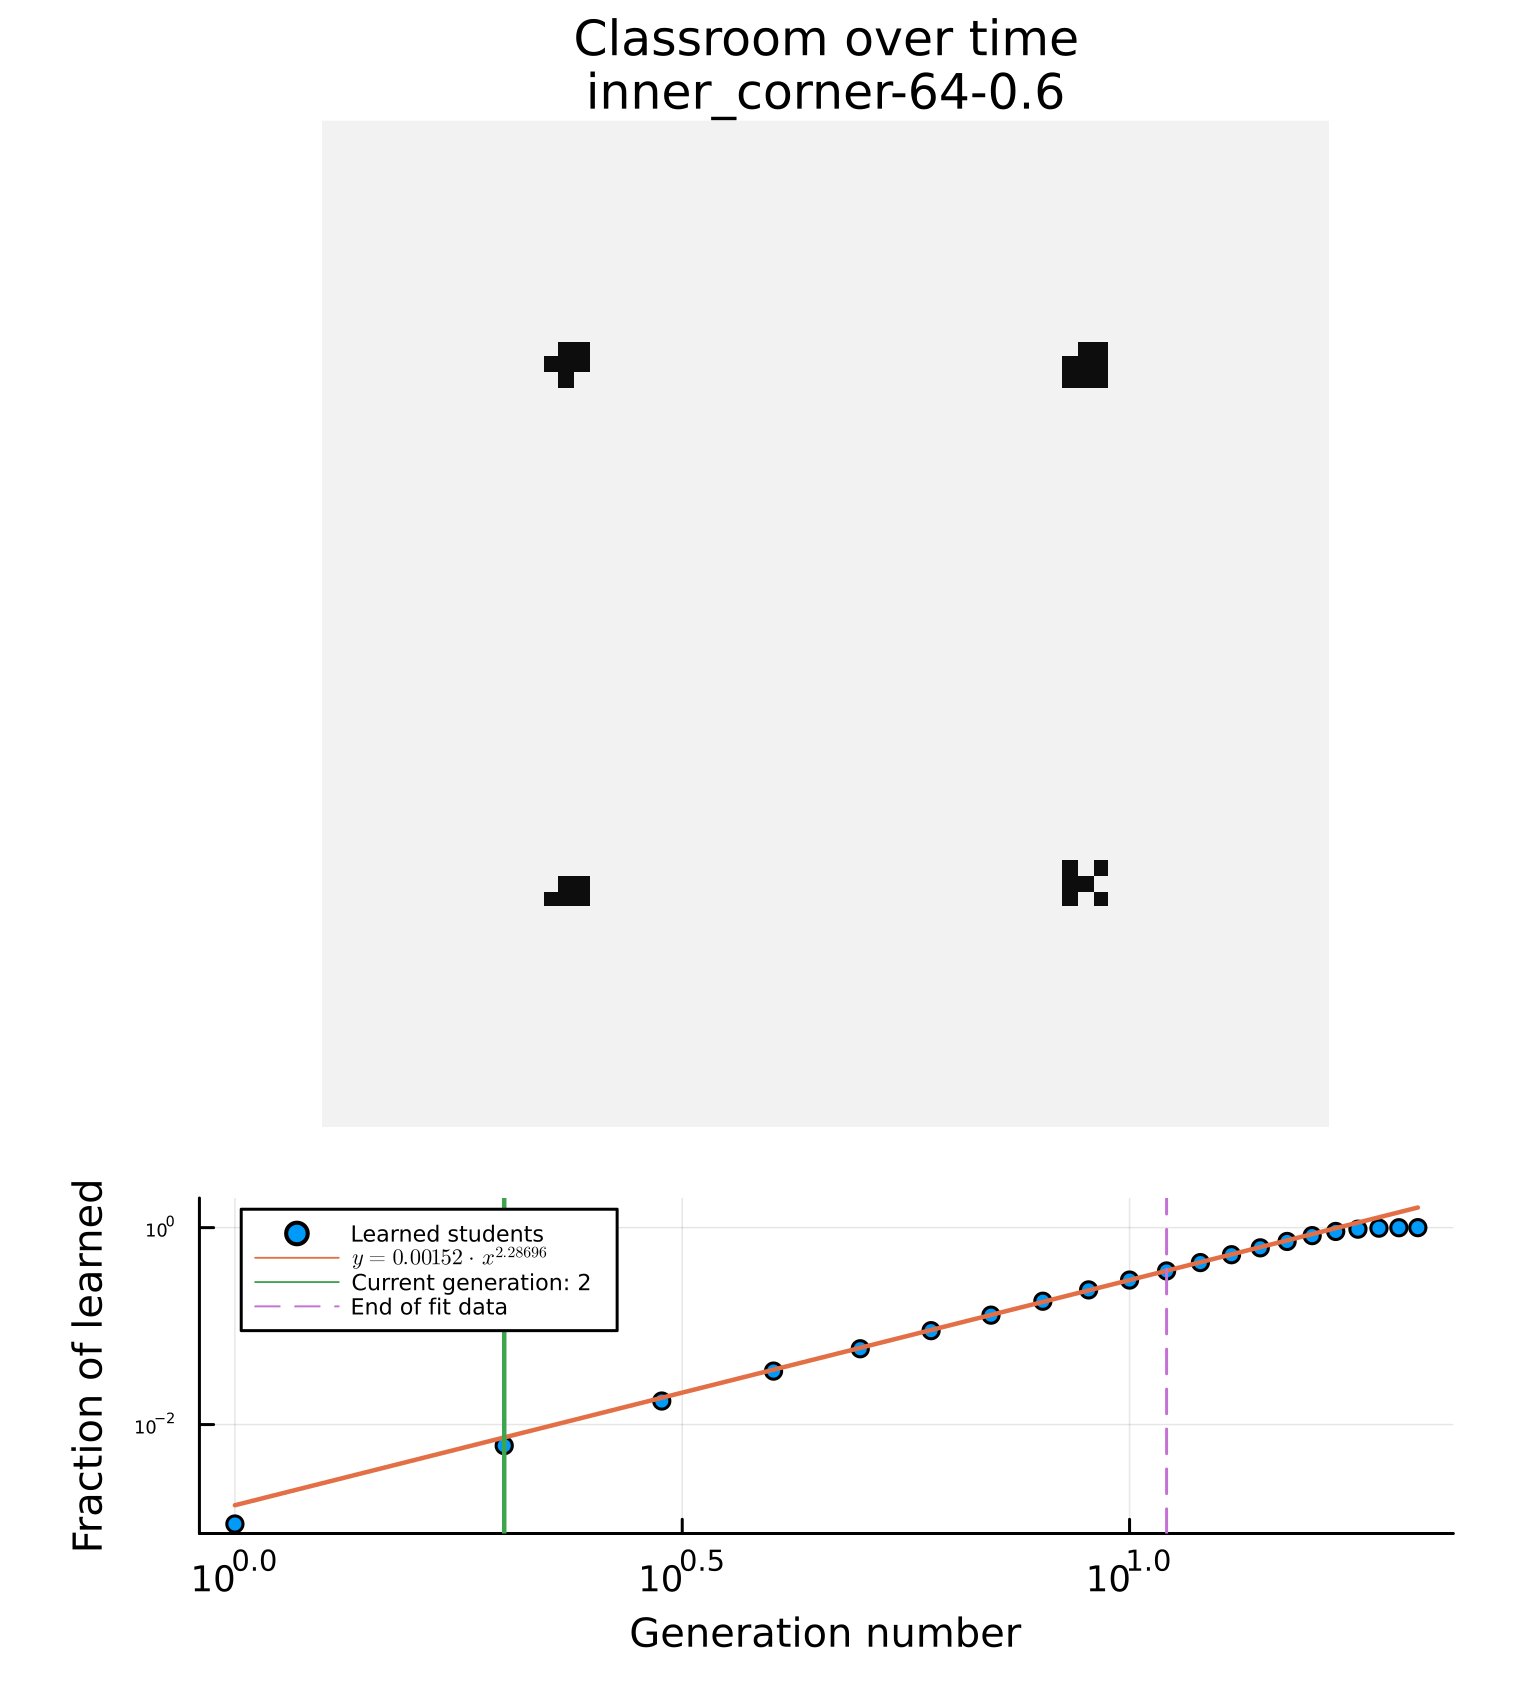 Classroom over time
inner_corner-64-0.6
Fraction of learned
10^0
10^-2
Learned students
y = 0.00152 · x^2.28696
Current generation: 2
End of fit data
10^0.0
10^0.5
10^1.0
Generation number